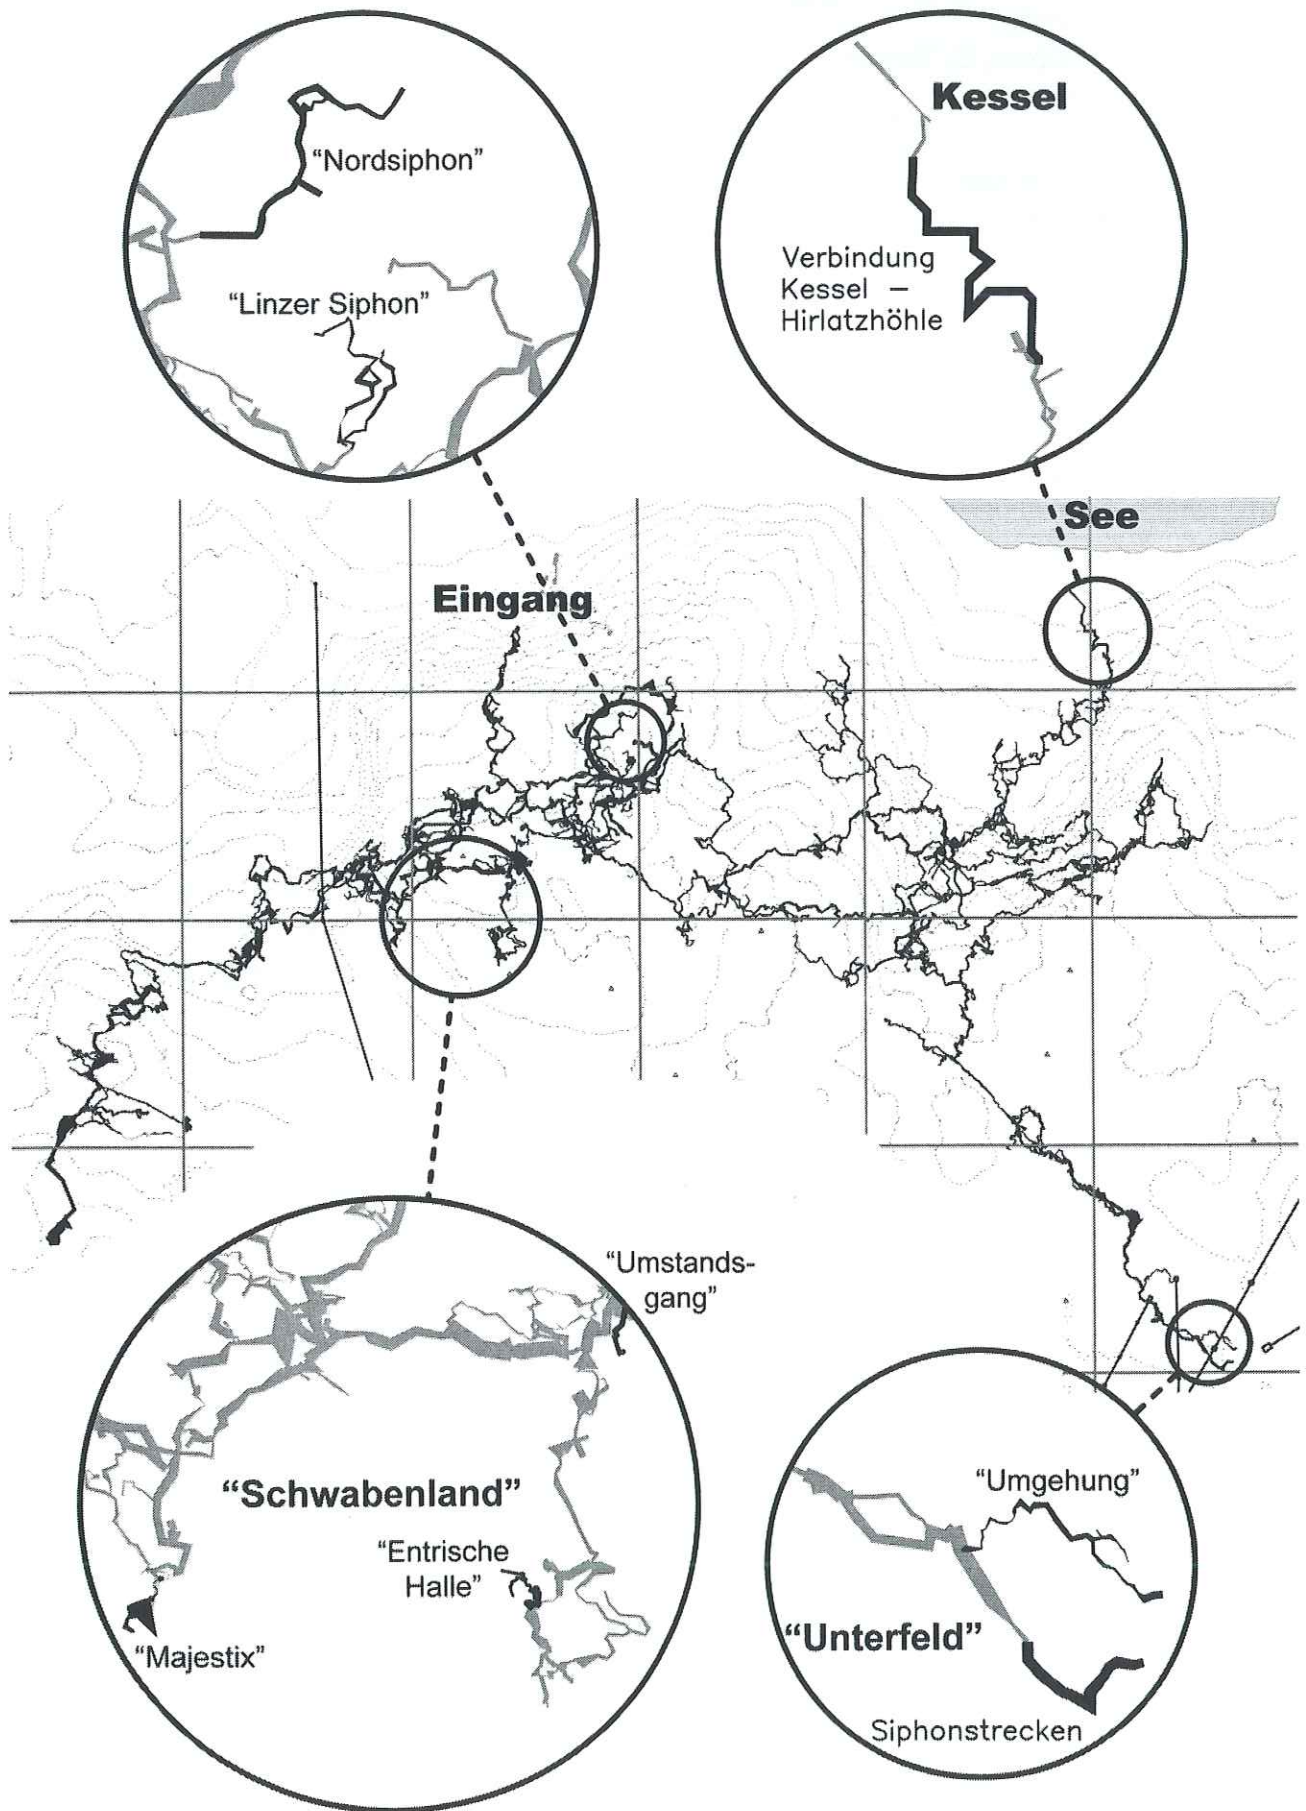 Kessel
“Nordsiphon”
Verbindung
Kessel –
Hirlatzhöhle
“Linzer Siphon”
See
Eingang
“Umstands-
gang”
“Schwabenland”
“Entrische
Halle”
“Majestix”
“Umgehung”
“Unterfeld”
Siphonstrecken